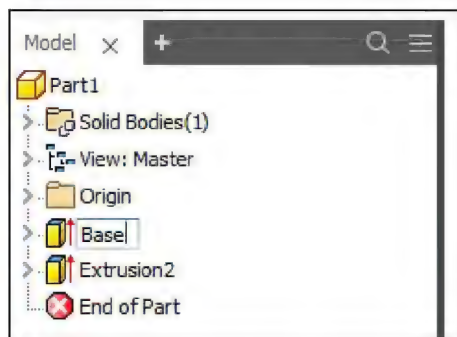 Model
Part1
Solid Bodies(1)
View: Master
Origin
Base
Extrusion2
End of Part